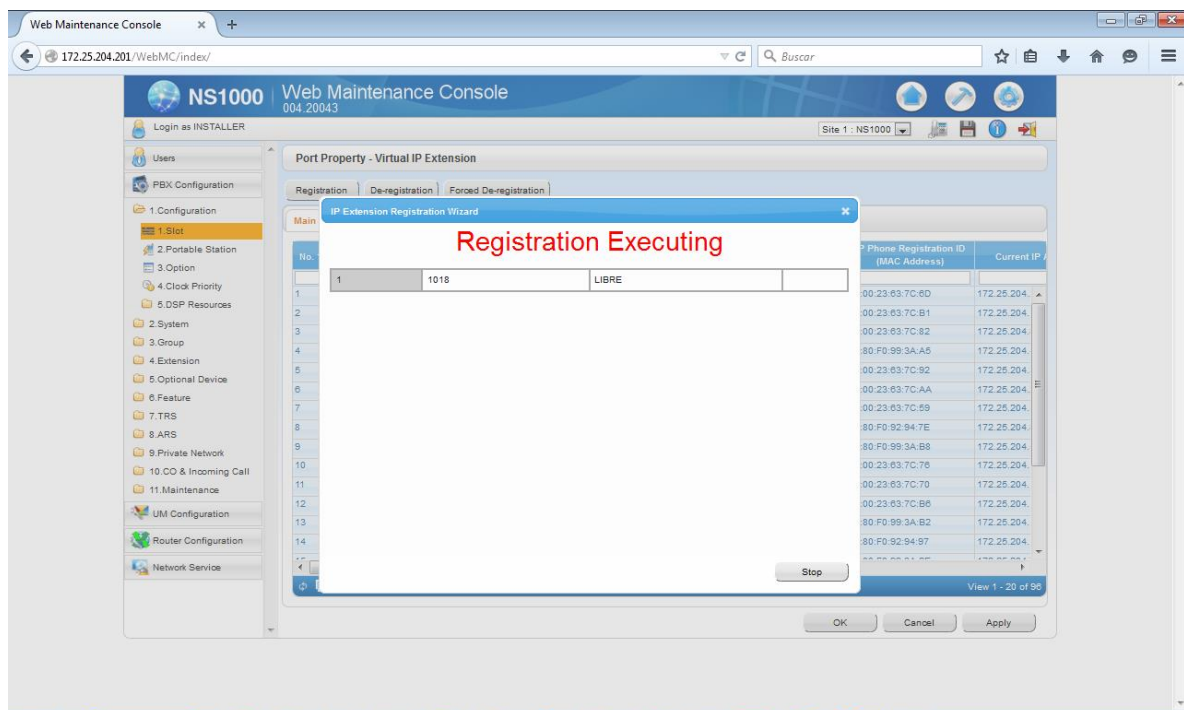 Web Maintenance Console
172.25.204.201/WebMC/index/
Buscar
NS1000
Web Maintenance Console
004.20043
Login as INSTALLER
Site 1 : NS1000
Users
PBX Configuration
1.Configuration
1.Slot
2.Portable Station
3.Option
4.Clock Priority
5.DSP Resources
2.System
3.Group
4.Extension
5.Optional Device
6.Feature
7.TRS
8.ARS
9.Private Network
10.CO & Incoming Call
11.Maintenance
UM Configuration
Router Configuration
Network Service
Port Property - Virtual IP Extension
Registration De-registration Forced De-registration
Main
IP Extension Registration Wizard
Registration Executing
1 1018 LIBRE
Stop
No. Phone Registration ID (MAC Address) Current IP
1 :00:23:63:7C:6D 172.25.204.
2 :00:23:63:7C:B1 172.25.204.
3 :00:23:63:7C:82 172.25.204.
4 :80:F0:99:3A:A5 172.25.204.
5 :00:23:63:7C:92 172.25.204.
6 :00:23:63:7C:AA 172.25.204.
7 :00:23:63:7C:59 172.25.204.
8 :80:F0:92:94:7E 172.25.204.
9 :80:F0:99:3A:B8 172.25.204.
10 :00:23:63:7C:76 172.25.204.
11 :00:23:63:7C:70 172.25.204.
12 :00:23:63:7C:B6 172.25.204.
13 :80:F0:99:3A:B2 172.25.204.
14 :80:F0:92:94:97 172.25.204.
View 1 - 20 of 96
OK Cancel Apply